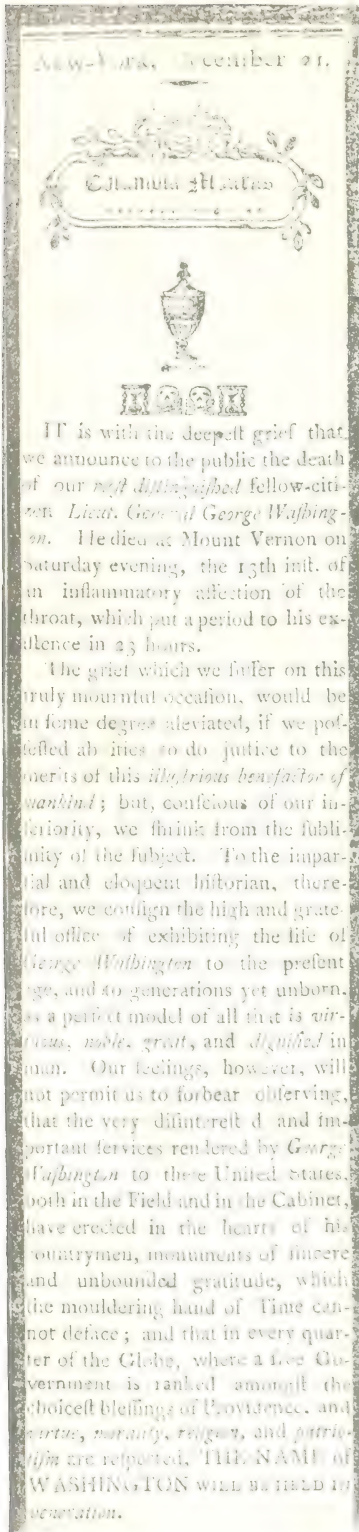 New-York, December 21.
Columbia Mourns
IT is with the deepeſt grief that
we announce to the public the death
of our moſt diſtinguiſhed fellow-citi-
zen Lieut. General George Waſhing-
ton. He died at Mount Vernon on
Saturday evening, the 13th inſt. of
an inflammatory affection of the
throat, which put a period to his ex-
iſtence in 23 hours.
The grief which we ſuffer on this
truly mournful occaſion, would be
in ſome degree aleviated, if we poſ-
ſeſſed abilities to do juſtice to the
merits of this illuſtrious benefactor of
mankind; but, conſcious of our in-
feriority, we ſhrink from the ſubli-
mity of the ſubject. To the impar-
tial and eloquent hiſtorian, there-
fore, we conſign the high and grate-
ful office of exhibiting the life of
George Waſhington to the preſent
age, and to generations yet unborn,
as a perfect model of all that is vir-
tuous, noble, great, and dignified in
man. Our feelings, however, will
not permit us to forbear obſerving,
that the very diſintereſted and im-
portant ſervices rendered by George
Waſhington to theſe United States,
both in the Field and in the Cabinet,
have erected in the hearts of his
countrymen, monuments of ſincere
and unbounded gratitude, which
the mouldering hand of Time can-
not deface; and that in every quar-
ter of the Globe, where a free Go-
vernment is ranked amongſt the
choiceſt bleſſings of Providence, and
virtue, morality, religion, and patrio-
tiſm are reſpected, THE NAME of
WASHINGTON WILL BE HELD IN
veneration.